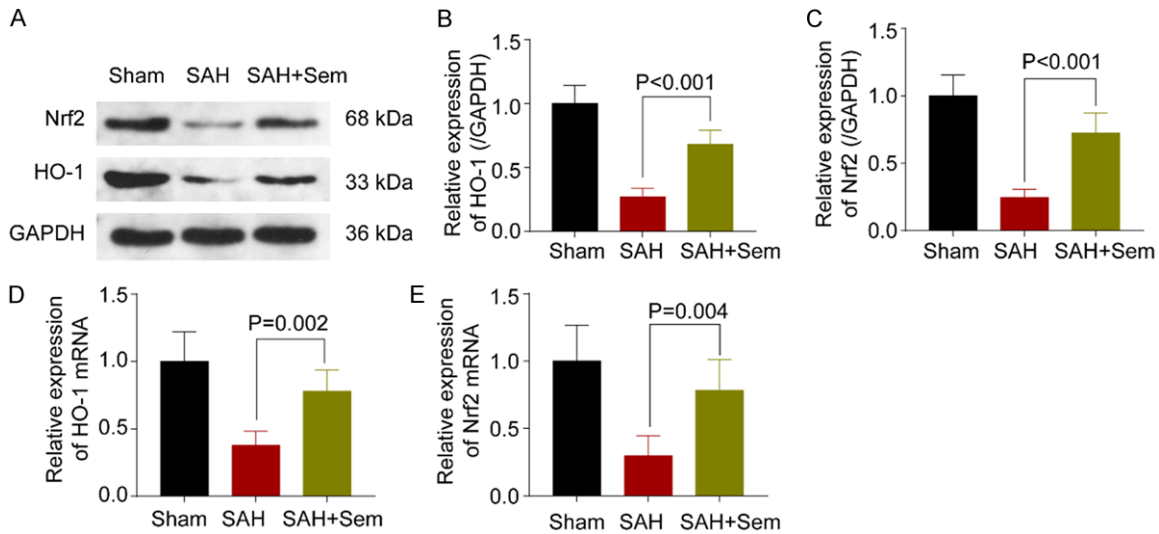 A
Sham SAH SAH+Sem
Nrf2 68 kDa
HO-1 33 kDa
GAPDH 36 kDa
B
Relative expression
of HO-1 (/GAPDH)
1.5
1.0
0.5
0.0
P<0.001
Sham SAH SAH+Sem
C
Relative expression
of Nrf2 (/GAPDH)
1.5
1.0
0.5
0.0
P<0.001
Sham SAH SAH+Sem
D
Relative expression
of HO-1 mRNA
1.5
1.0
0.5
0.0
P=0.002
Sham SAH SAH+Sem
E
Relative expression
of Nrf2 mRNA
1.5
1.0
0.5
0.0
P=0.004
Sham SAH SAH+Sem